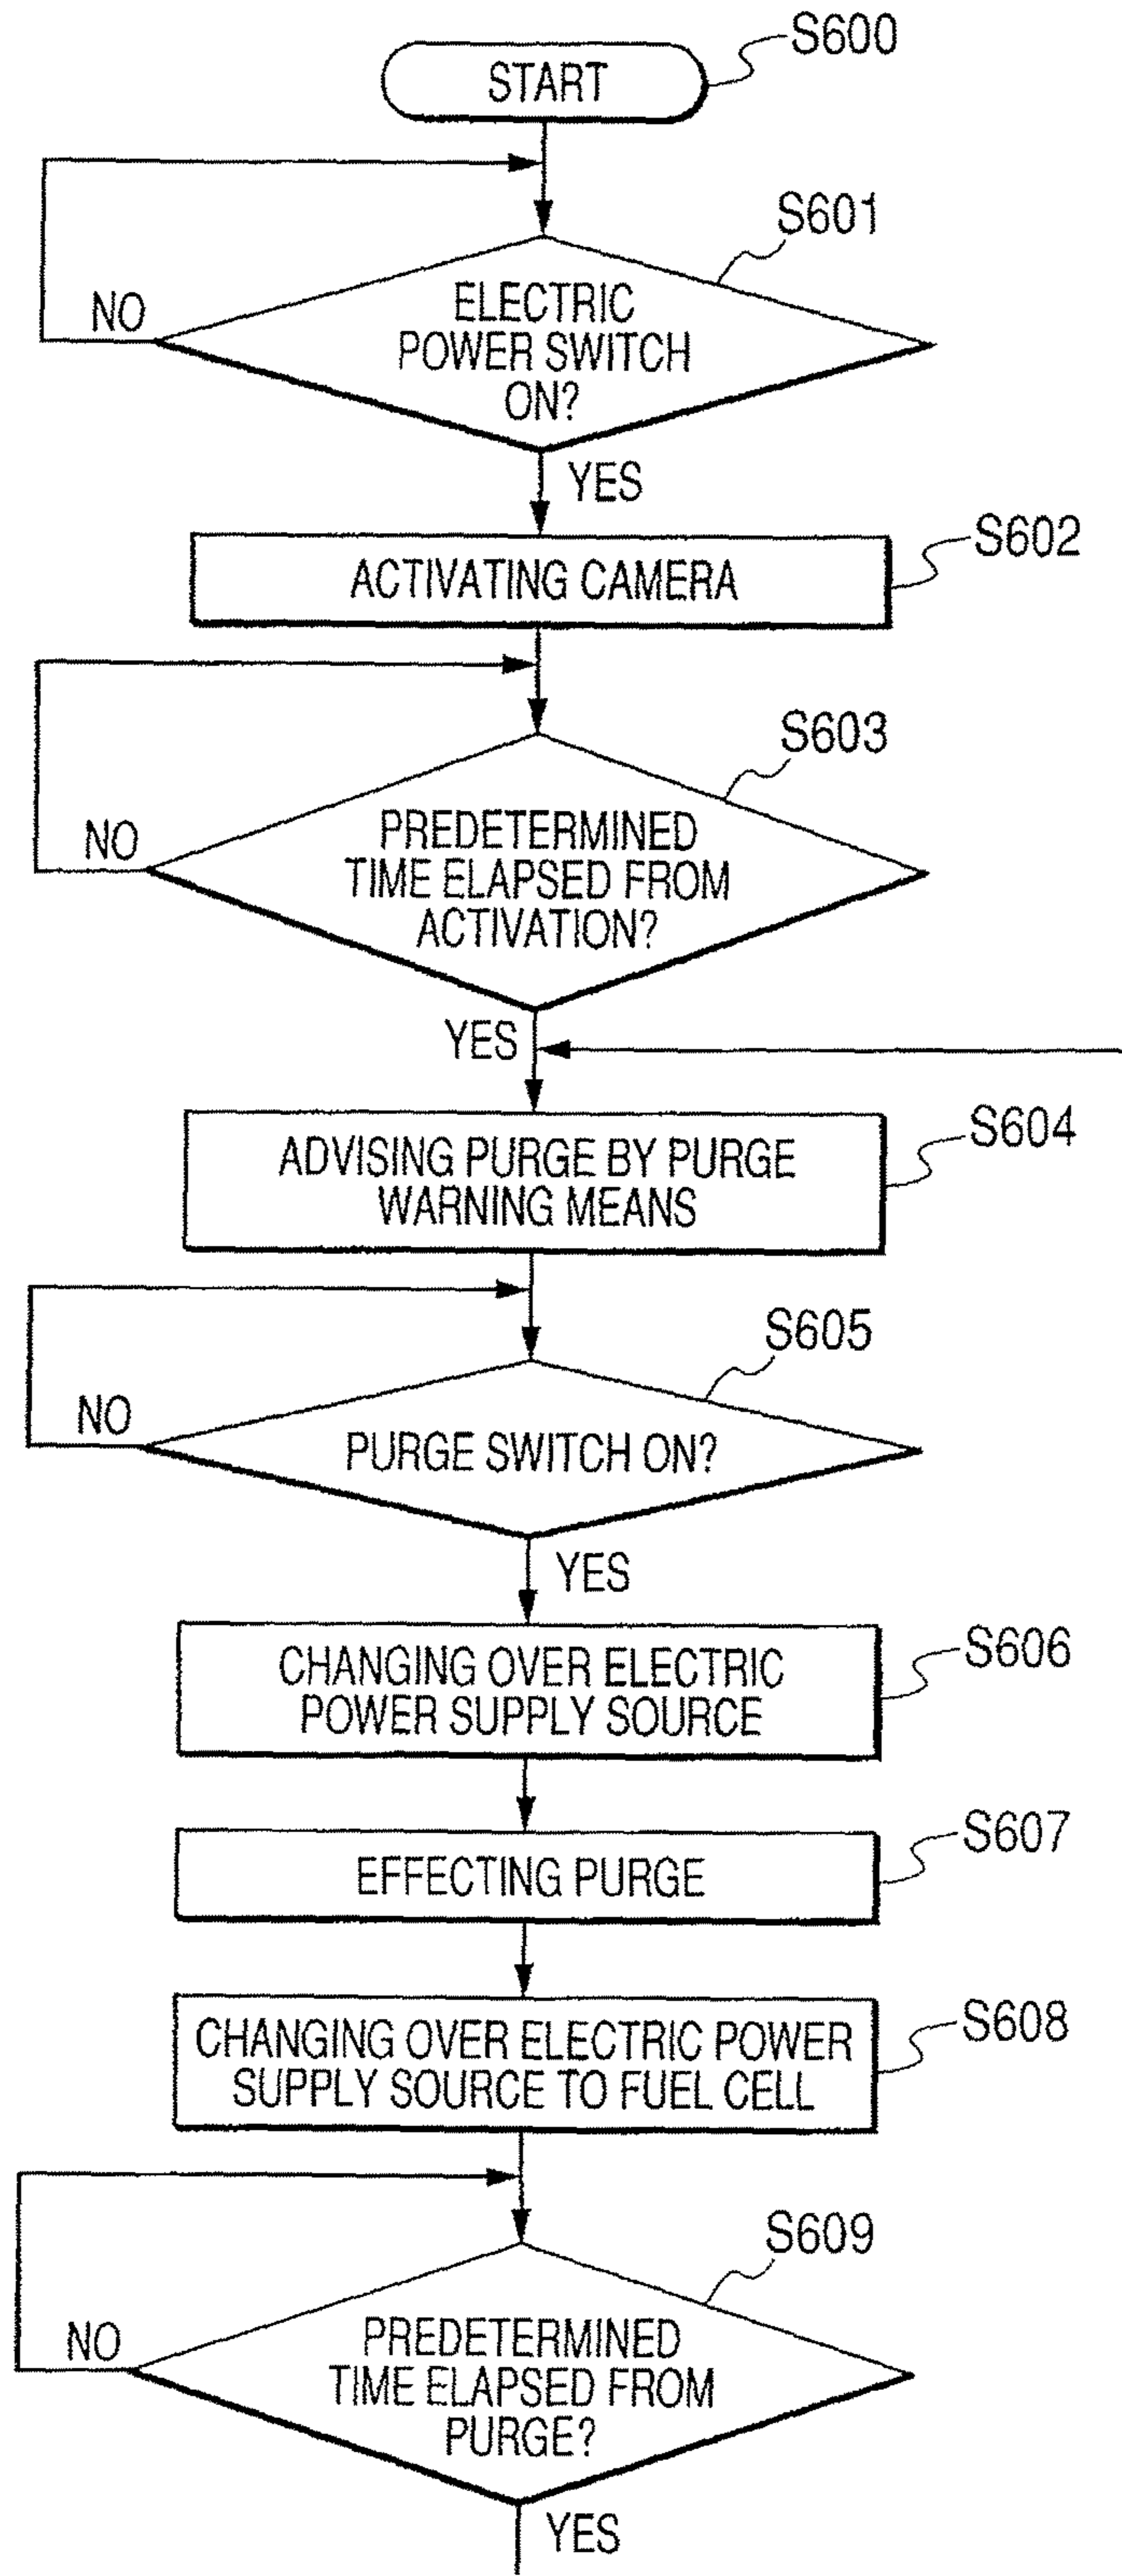 START
S600
S601
NO
ELECTRIC
POWER SWITCH
ON?
YES
S602
ACTIVATING CAMERA
S603
NO
PREDETERMINED
TIME ELAPSED FROM
ACTIVATION?
YES
S604
ADVISING PURGE BY PURGE
WARNING MEANS
S605
NO
PURGE SWITCH ON?
YES
S606
CHANGING OVER ELECTRIC
POWER SUPPLY SOURCE
S607
EFFECTING PURGE
S608
CHANGING OVER ELECTRIC POWER
SUPPLY SOURCE TO FUEL CELL
S609
NO
PREDETERMINED
TIME ELAPSED FROM
PURGE?
YES